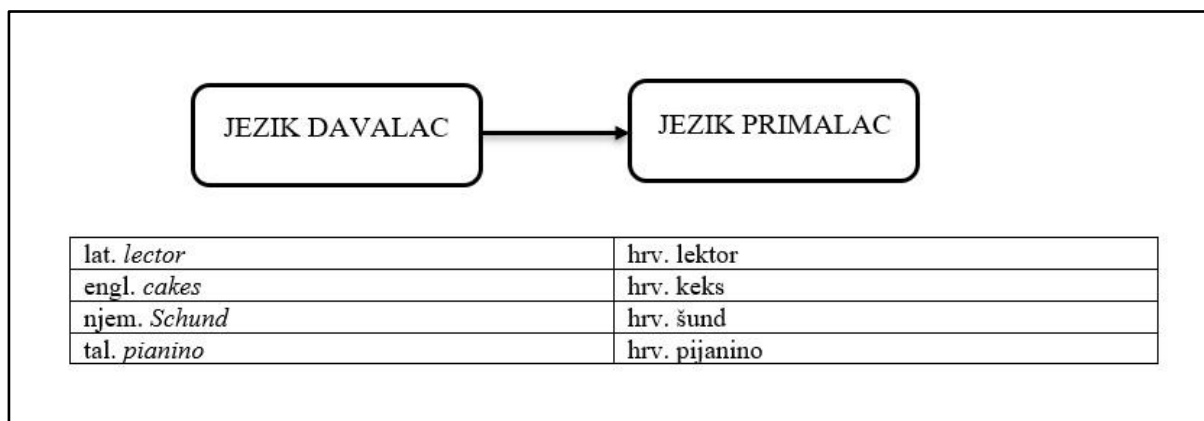 JEZIK DAVALAC
JEZIK PRIMALAC
lat. lector hrv. lektor
engl. cakes hrv. keks
njem. Schund hrv. šund
tal. pianino hrv. pijanino